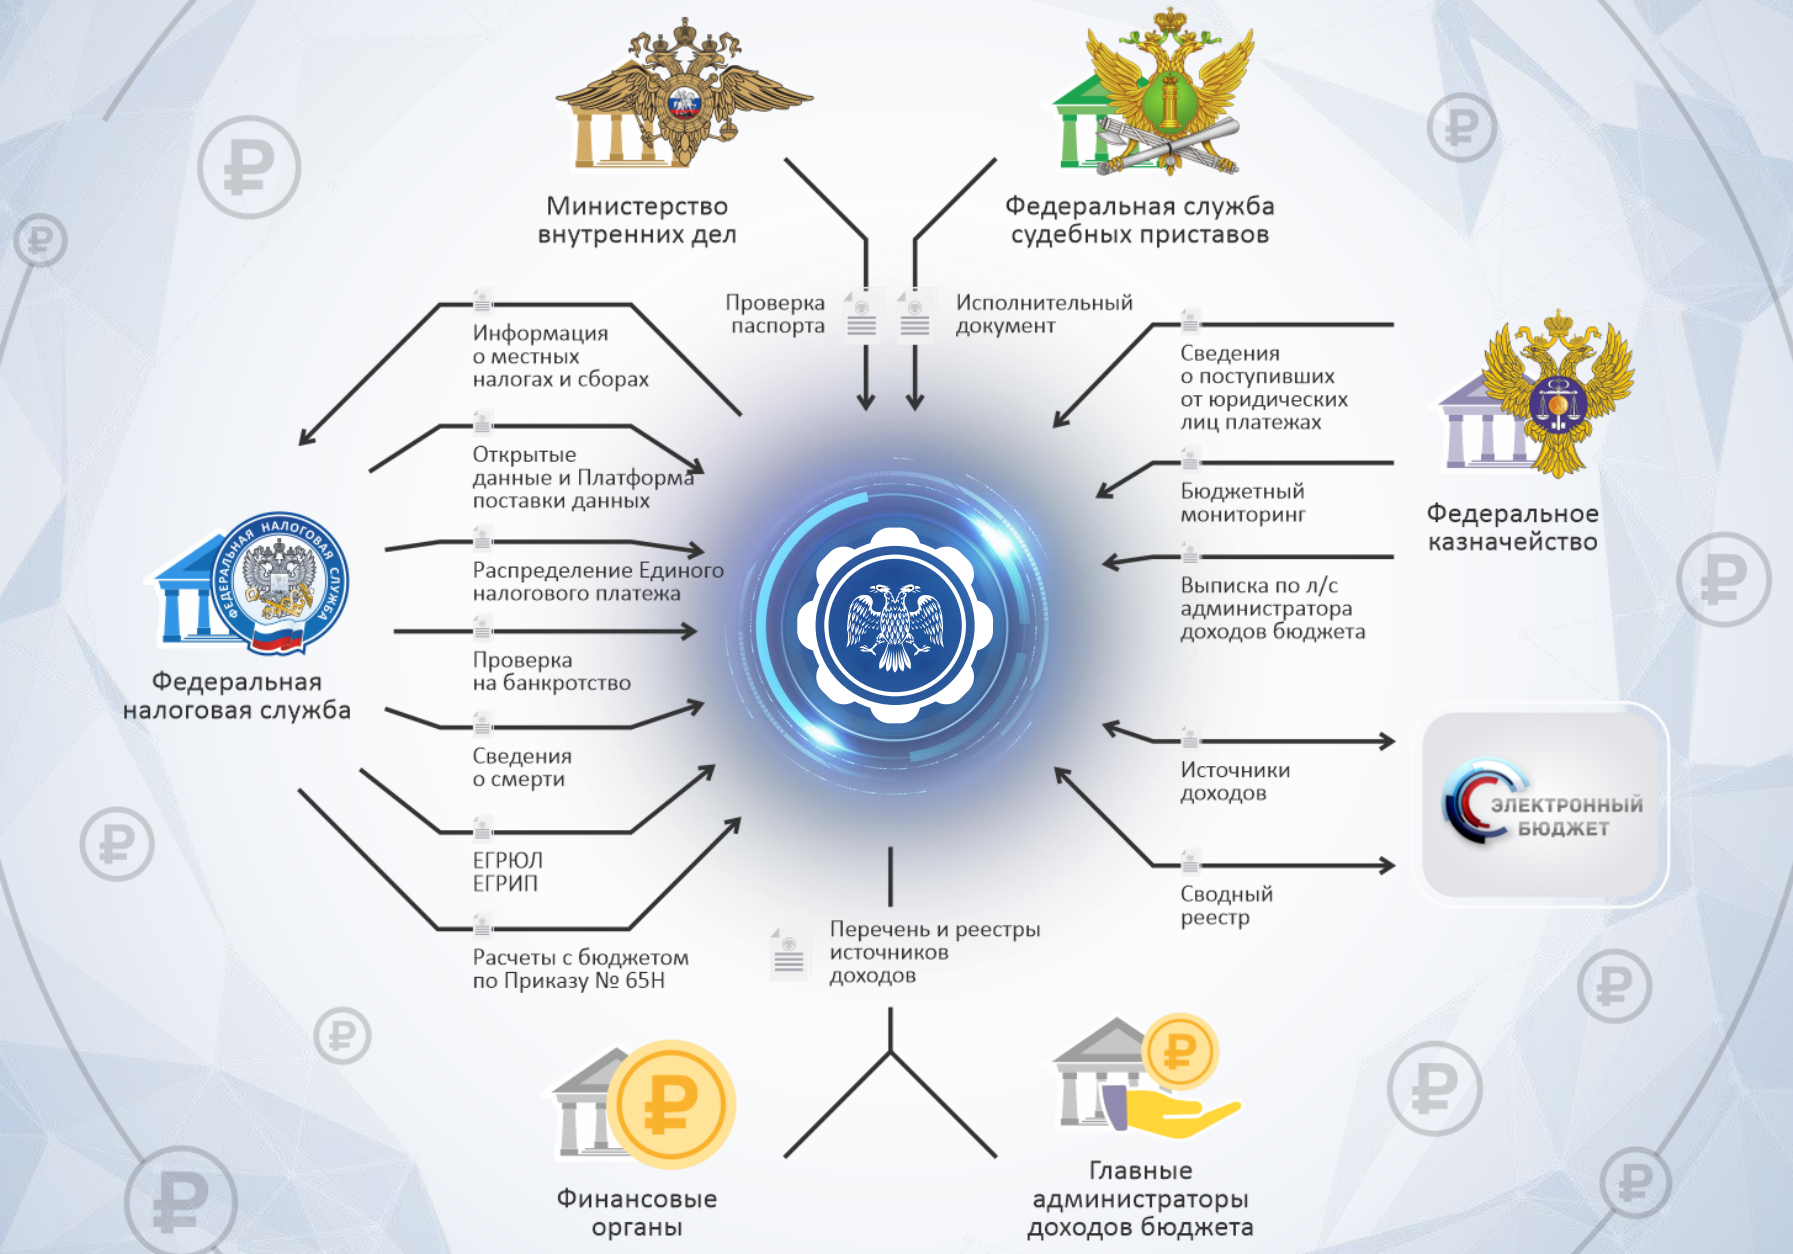 Министерство
внутренних дел
Федеральная служба
судебных приставов
Проверка
паспорта
Исполнительный
документ
Информация
о местных
налогах и сборах
Открытые
данные и Платформа
поставки данных
Распределение Единого
налогового платежа
Проверка
на банкротство
Сведения
о смерти
ЕГРЮЛ
ЕГРИП
Расчеты с бюджетом
по Приказу № 65Н
ФЕДЕРАЛЬНАЯ НАЛОГОВАЯ СЛУЖБА
Федеральная
налоговая служба
Сведения
о поступивших
от юридических
лиц платежах
Бюджетный
мониторинг
Выписка по л/с
администратора
доходов бюджета
Федеральное
казначейство
Источники
доходов
Сводный
реестр
ЭЛЕКТРОННЫЙ
БЮДЖЕТ
Перечень и реестры
источников
доходов
Финансовые
органы
Главные
администраторы
доходов бюджета